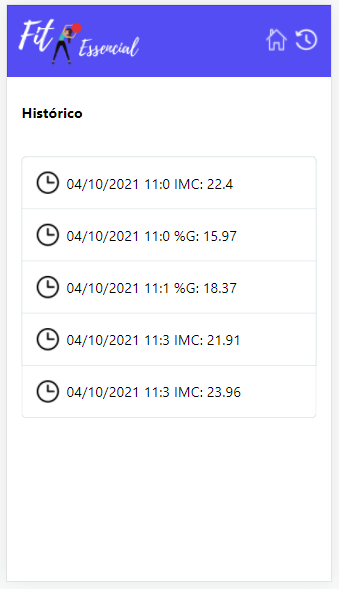 Fit
Essencial
Histórico
04/10/2021 11:0 IMC: 22.4
04/10/2021 11:0 %G: 15.97
04/10/2021 11:1 %G: 18.37
04/10/2021 11:3 IMC: 21.91
04/10/2021 11:3 IMC: 23.96